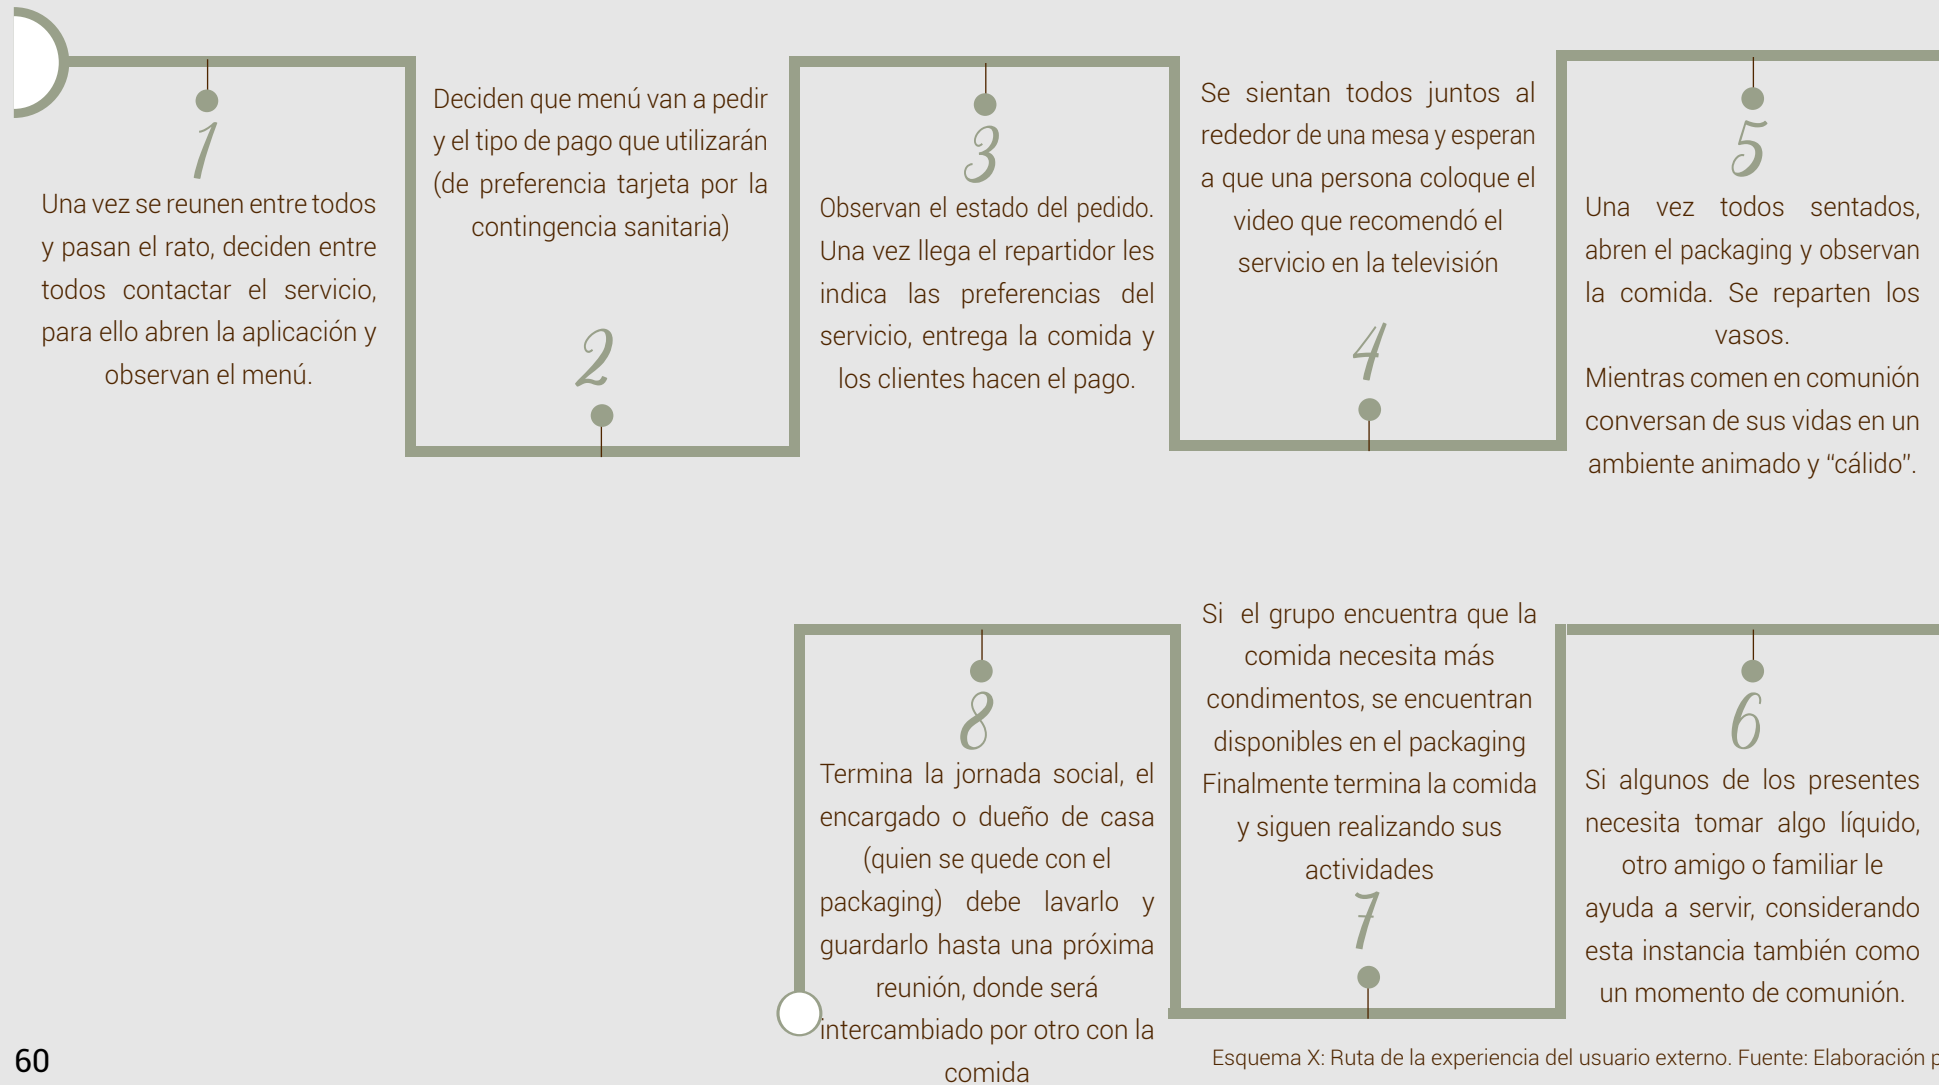 1
Una vez se reunen entre todos
y pasan el rato, deciden entre
todos contactar el servicio,
para ello abren la aplicación y
observan el menú.
Deciden que menú van a pedir
y el tipo de pago que utilizarán
(de preferencia tarjeta por la
contingencia sanitaria)
2
3
Observan el estado del pedido.
Una vez llega el repartidor les
indica las preferencias del
servicio, entrega la comida y
los clientes hacen el pago.
Se sientan todos juntos al
rededor de una mesa y esperan
a que una persona coloque el
video que recomendó el
servicio en la televisión
4
5
Una vez todos sentados,
abren el packaging y observan
la comida. Se reparten los
vasos.
Mientras comen en comunión
conversan de sus vidas en un
ambiente animado y “cálido”.
6
Si algunos de los presentes
necesita tomar algo líquido,
otro amigo o familiar le
ayuda a servir, considerando
esta instancia también como
un momento de comunión.
Si el grupo encuentra que la
comida necesita más
condimentos, se encuentran
disponibles en el packaging
Finalmente termina la comida
y siguen realizando sus
actividades
7
8
Termina la jornada social, el
encargado o dueño de casa
(quien se quede con el
packaging) debe lavarlo y
guardarlo hasta una próxima
reunión, donde será
intercambiado por otro con la
comida
Esquema X: Ruta de la experiencia del usuario externo. Fuente: Elaboración
60